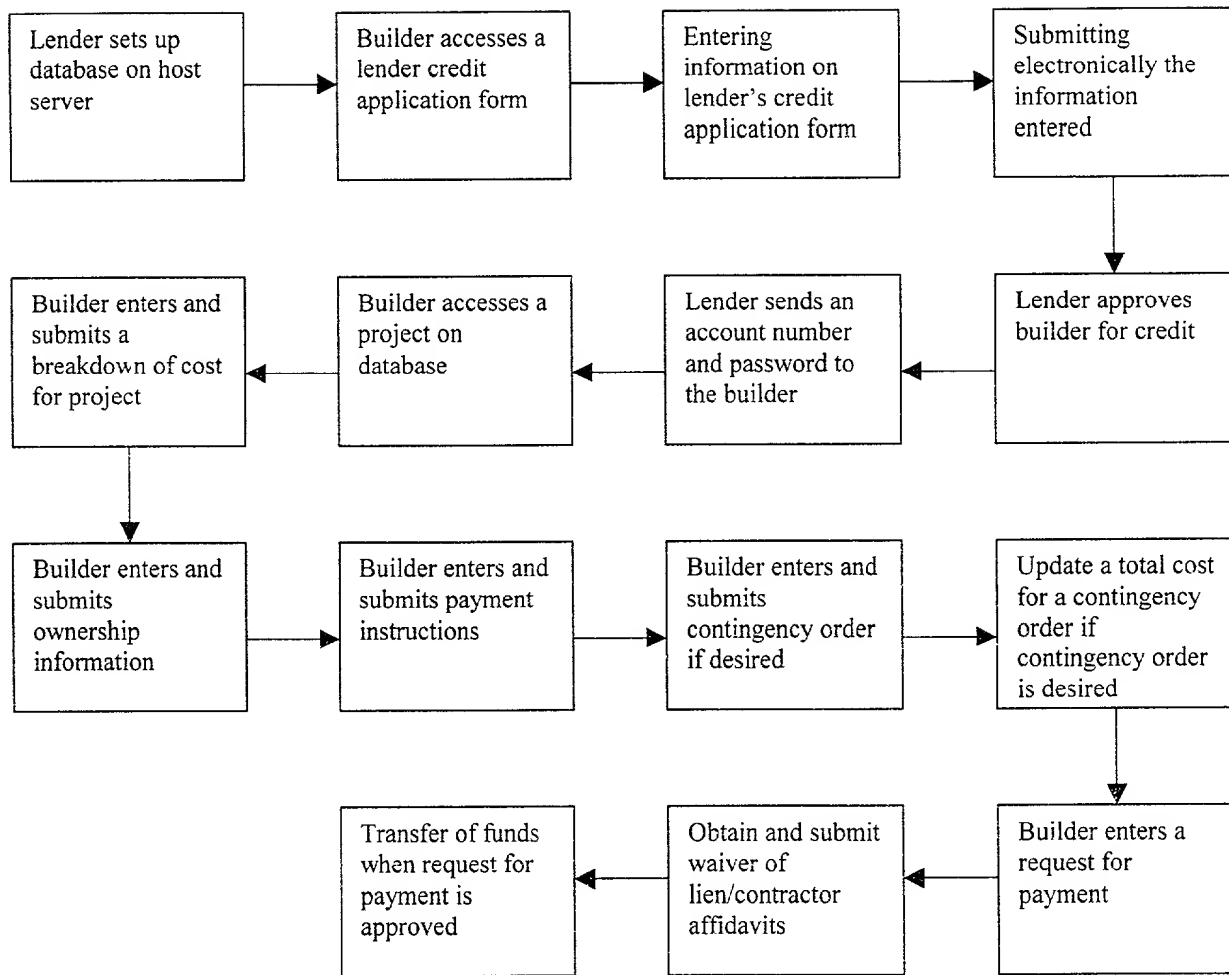 Lender sets up
database on host
server
Builder accesses a
lender credit
application form
Entering
information on
lender's credit
application form
Submitting
electronically the
information
entered
Lender approves
builder for credit
Lender sends an
account number
and password to
the builder
Builder accesses a
project on
database
Builder enters and
submits a
breakdown of cost
for project
Builder enters and
submits
ownership
information
Builder enters and
submits payment
instructions
Builder enters and
submits
contingency order
if desired
Update a total cost
for a contingency
order if
contingency order
is desired
Builder enters a
request for
payment
Obtain and submit
waiver of
lien/contractor
affidavits
Transfer of funds
when request for
payment is
approved